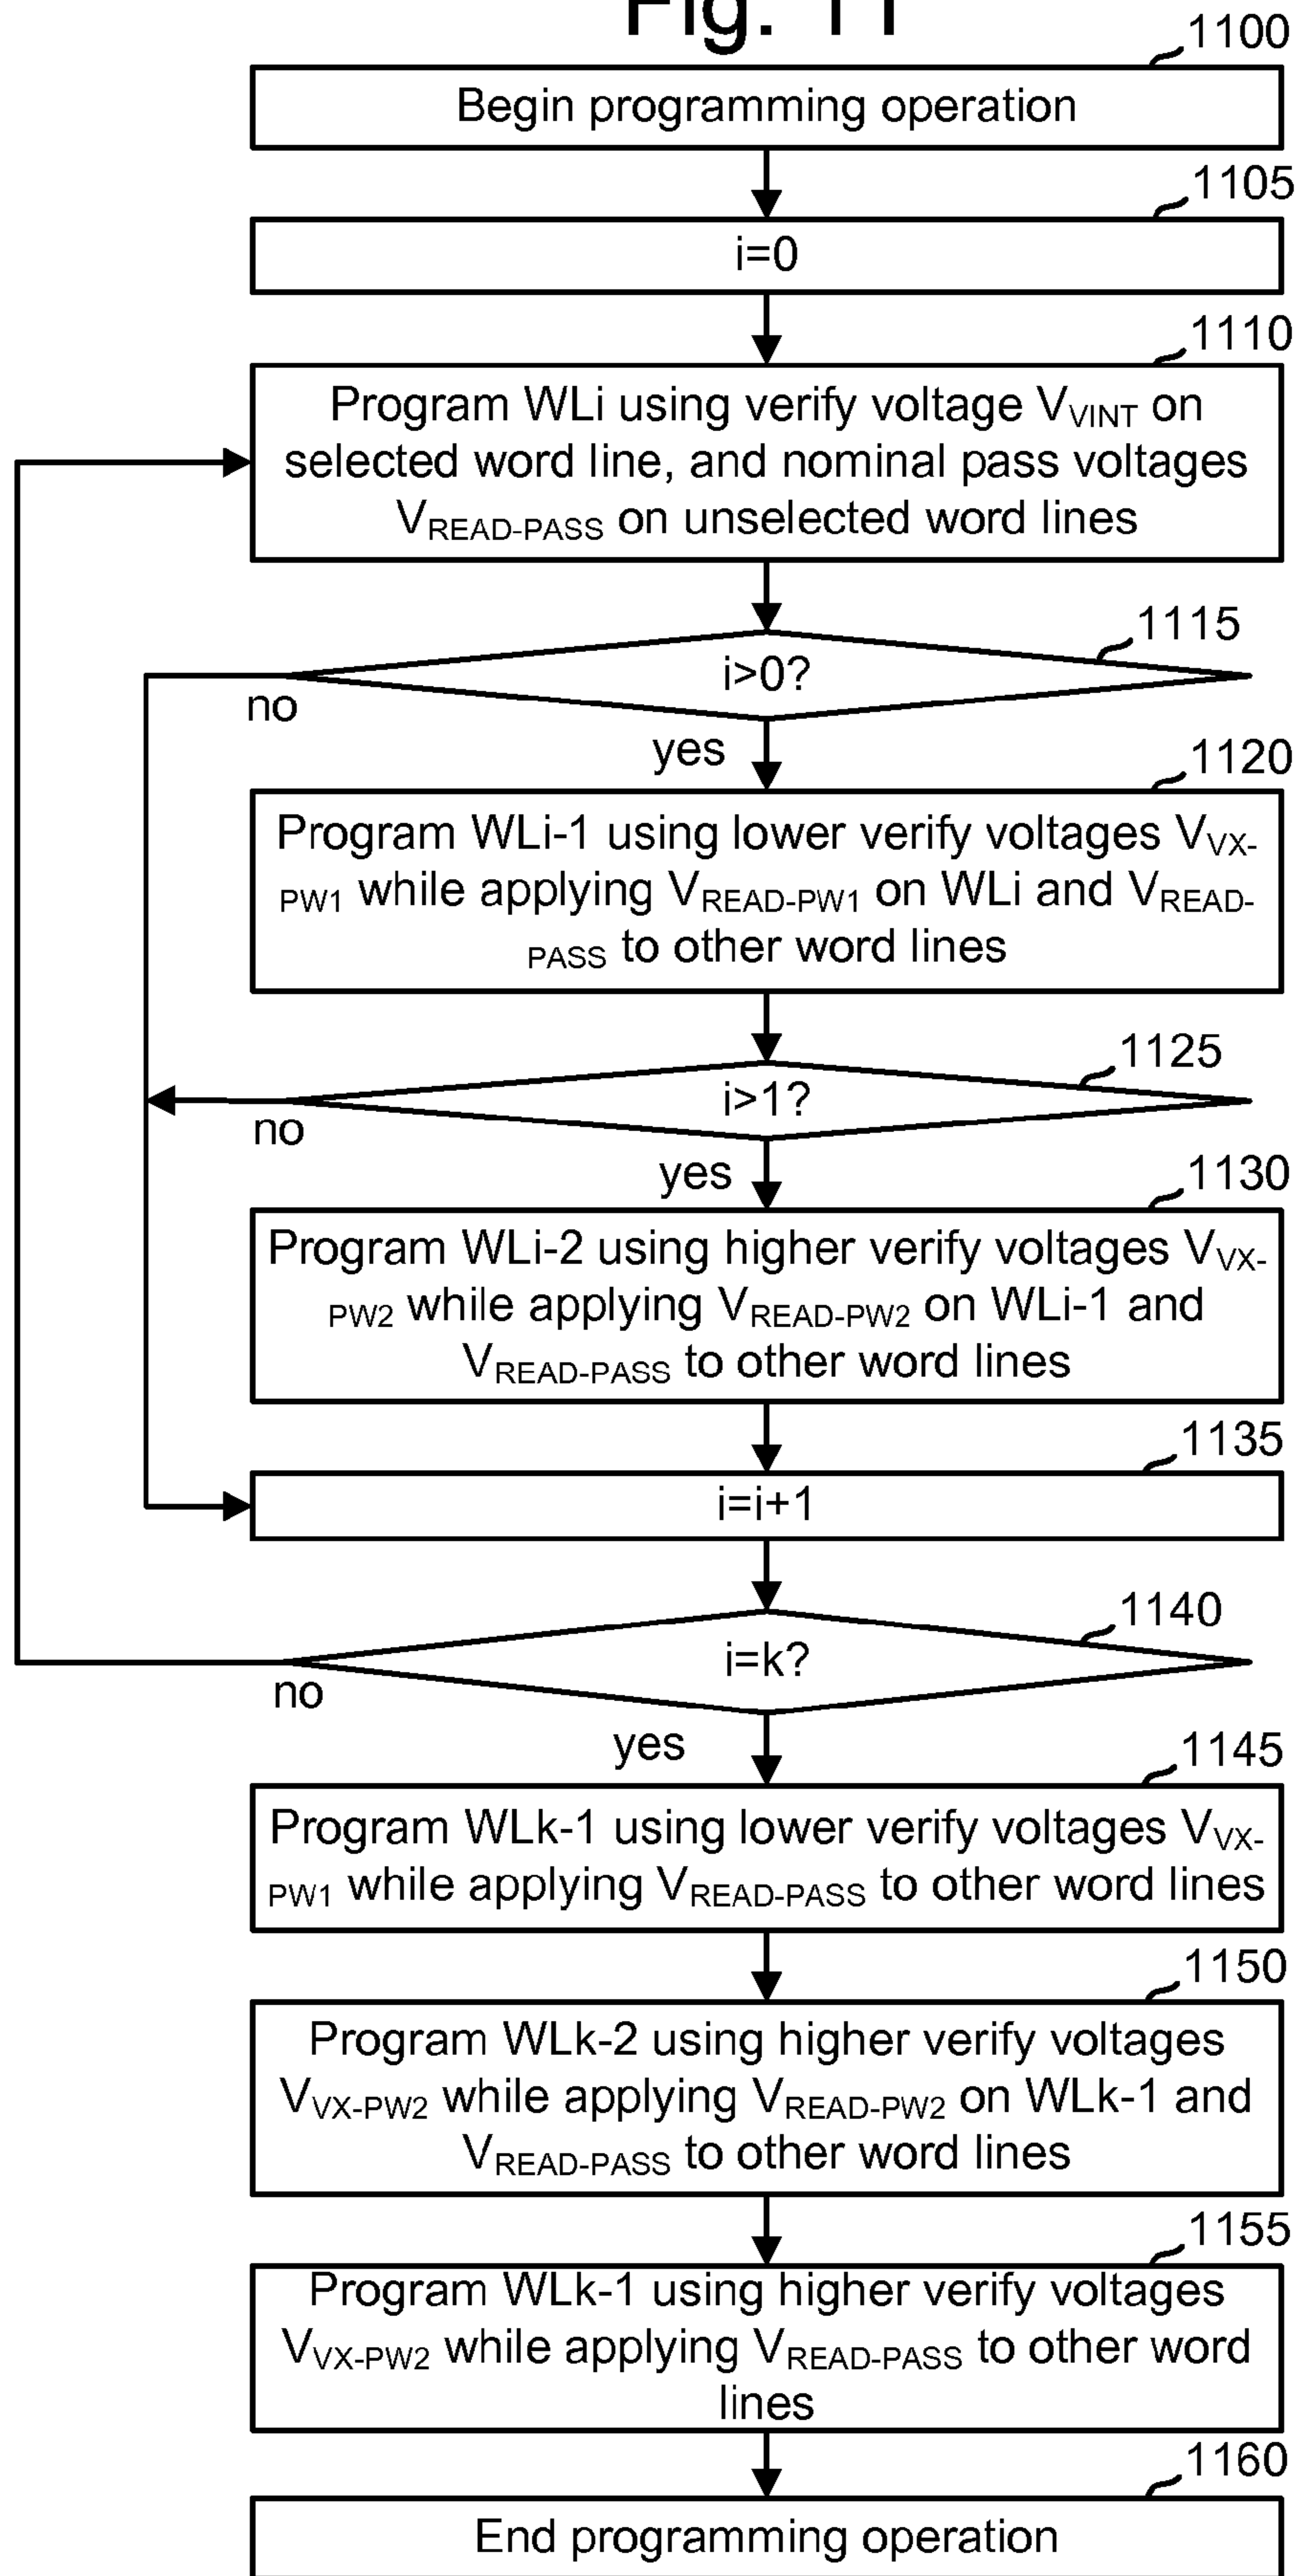 Fig. 11
1100
Begin programming operation
1105
i=0
1110
Program WLi using verify voltage VVINT on
selected word line, and nominal pass voltages
VREAD-PASS on unselected word lines
1115
i>0?
no
yes
1120
Program WLi-1 using lower verify voltages VVX-
PW1 while applying VREAD-PW1 on WLi and VREAD-
PASS to other word lines
1125
i>1?
no
yes
1130
Program WLi-2 using higher verify voltages VVX-
PW2 while applying VREAD-PW2 on WLi-1 and
VREAD-PASS to other word lines
1135
i=i+1
1140
i=k?
no
yes
1145
Program WLk-1 using lower verify voltages VVX-
PW1 while applying VREAD-PASS to other word lines
1150
Program WLk-2 using higher verify voltages
VVX-PW2 while applying VREAD-PW2 on WLk-1 and
VREAD-PASS to other word lines
1155
Program WLk-1 using higher verify voltages
VVX-PW2 while applying VREAD-PASS to other word
lines
1160
End programming operation